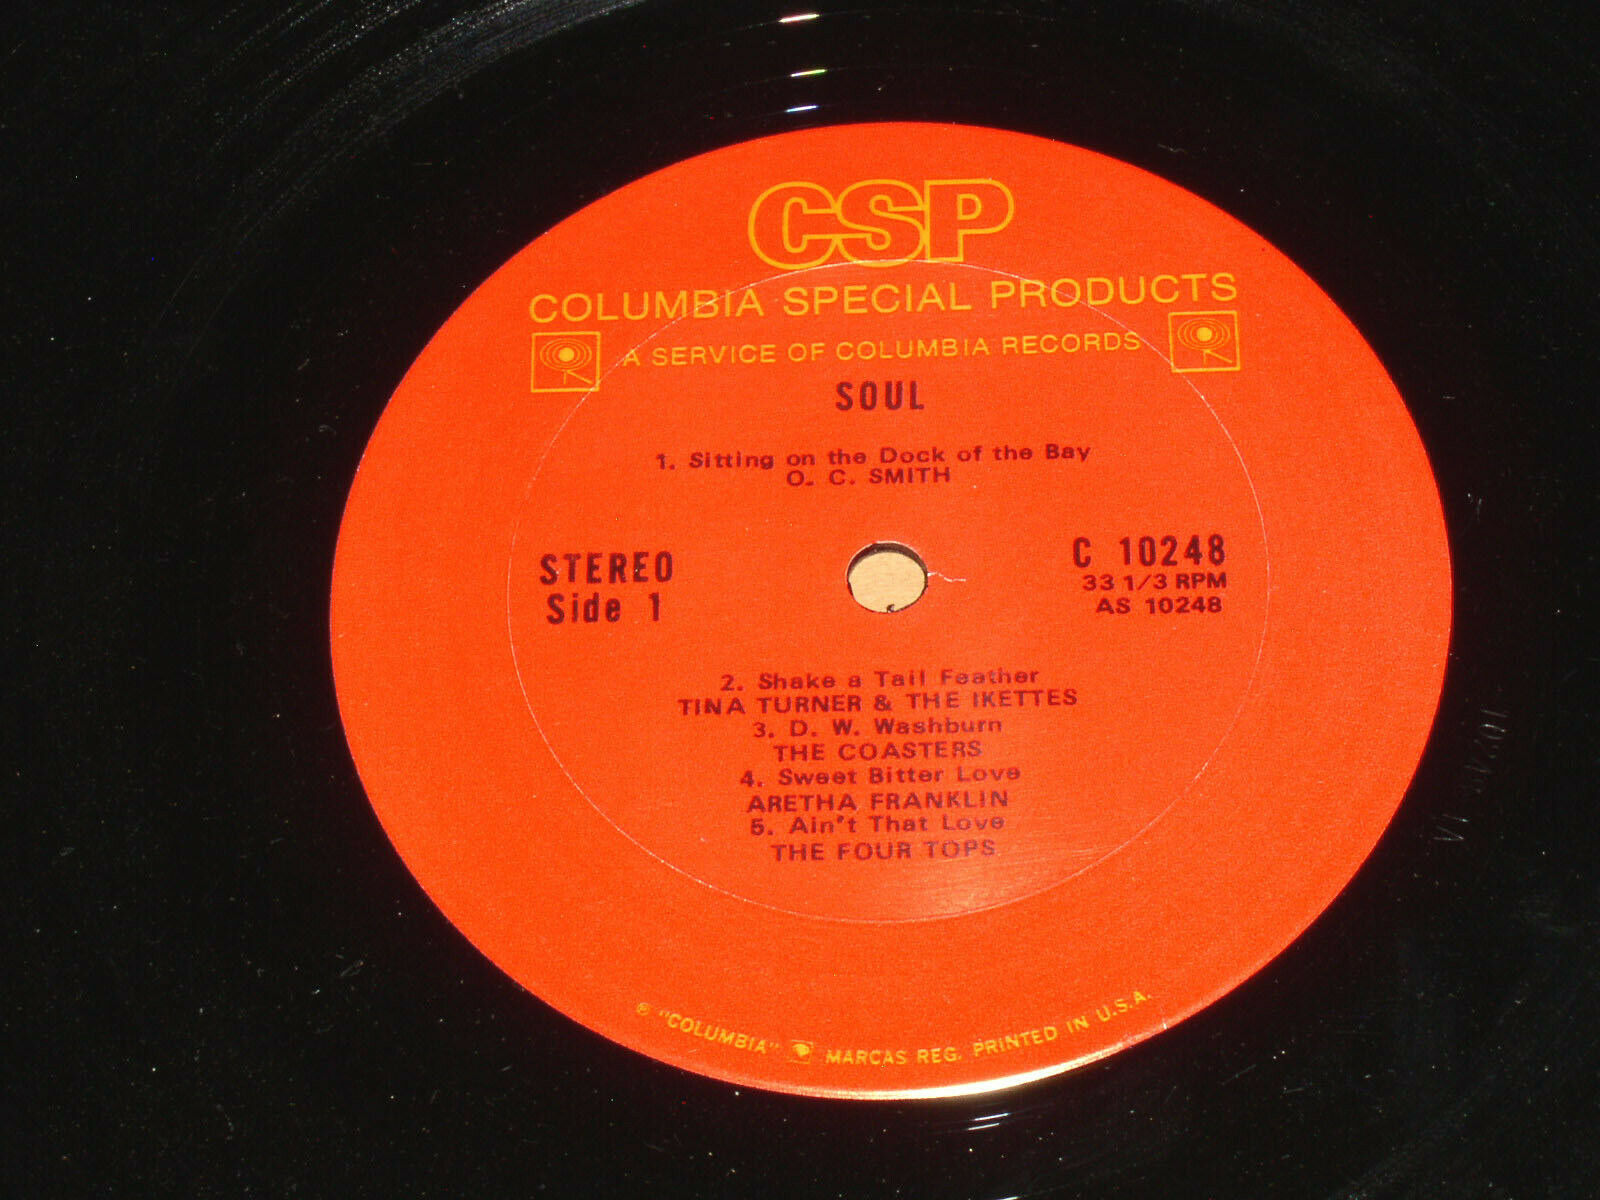 CSP
COLUMBIA SPECIAL PRODUCTS
A SERVICE OF COLUMBIA RECORDS
SOUL
1. Sitting on the Dock of the Bay
O. C. SMITH
STEREO
Side 1
C 10248
33 1/3 RPM
AS 10248
2. Shake a Tail Feather
TINA TURNER & THE IKETTES
3. D. W. Washburn
THE COASTERS
4. Sweet Bitter Love
ARETHA FRANKLIN
5. Ain't That Love
THE FOUR TOPS
® "COLUMBIA" MARCAS REG. PRINTED IN U.S.A.